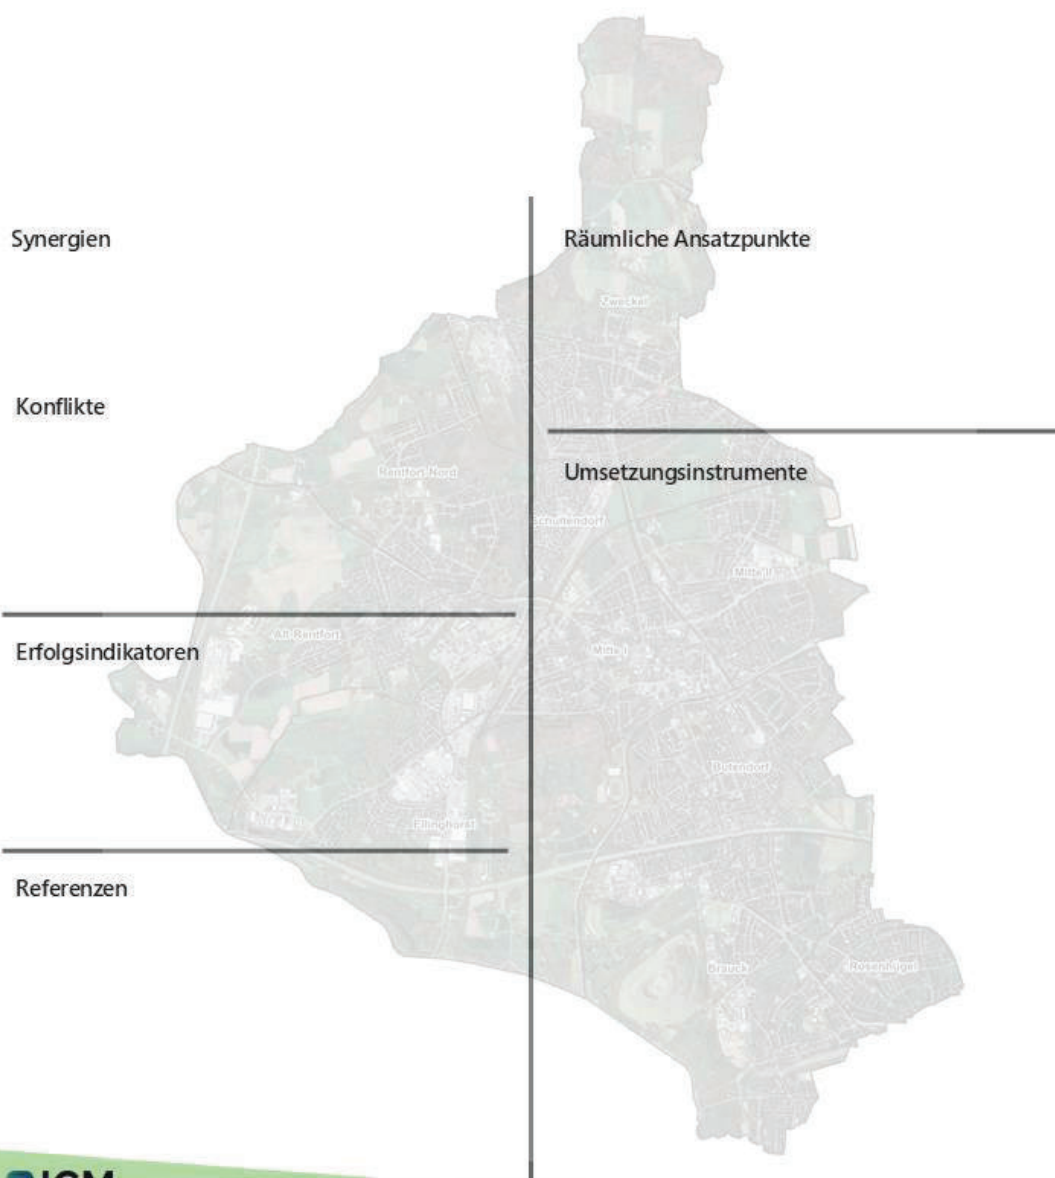 Synergien
Räumliche Ansatzpunkte
Zweckel
Konflikte
Rentfort-Nord
Umsetzungsinstrumente
Schultendorf
Mitte II
Alt-Rentfort
Mitte I
Erfolgsindikatoren
Butendorf
Ellinghorst
Referenzen
Brauck
Rosenhügel